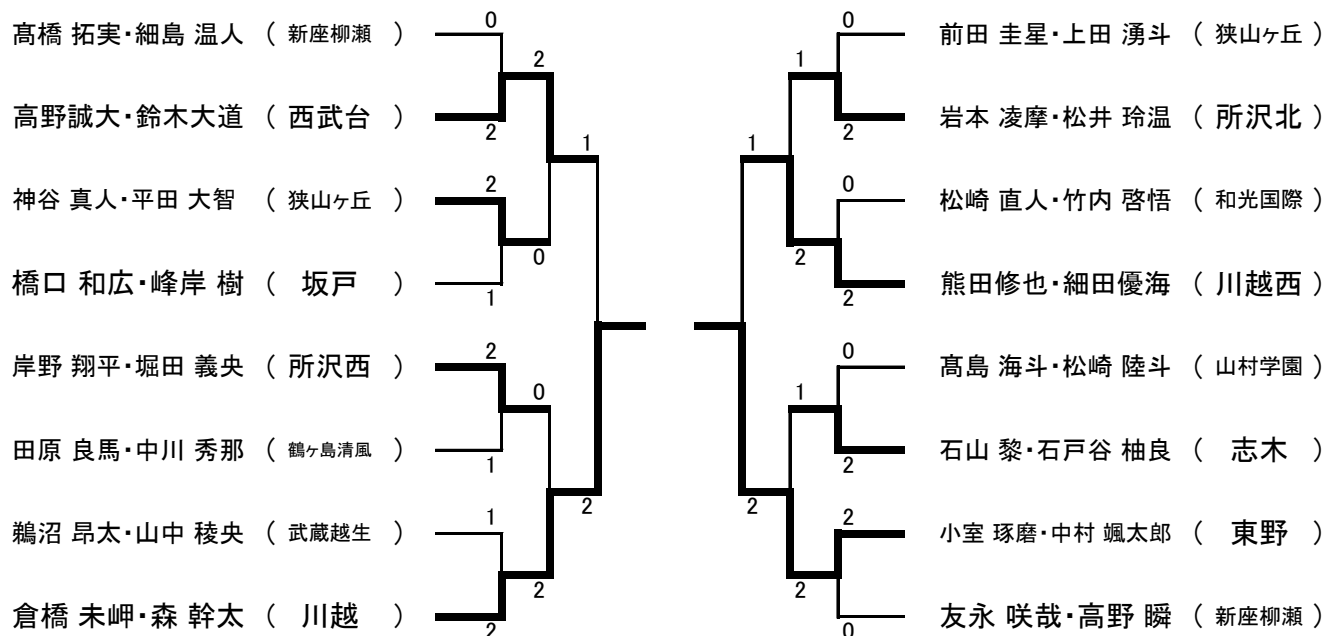 髙橋 拓実・細島 温人 ( 新座柳瀬 ) 0
2
高野誠大・鈴木大道 ( 西武台 ) 2
1
神谷 真人・平田 大智 ( 狭山ヶ丘 ) 2
0
橋口 和広・峰岸 樹 ( 坂戸 ) 1
岸野 翔平・堀田 義央 ( 所沢西 ) 2
0
田原 良馬・中川 秀那 ( 鶴ヶ島清風 ) 1
2
鵜沼 昂太・山中 稜央 ( 武蔵越生 ) 1
2
倉橋 未岬・森 幹太 ( 川越 ) 2
0 前田 圭星・上田 湧斗 ( 狭山ヶ丘 )
1
2 岩本 凌摩・松井 玲温 ( 所沢北 )
1
0 松崎 直人・竹内 啓悟 ( 和光国際 )
2
2 熊田修也・細田優海 ( 川越西 )
0 髙島 海斗・松崎 陸斗 ( 山村学園 )
1
2 石山 黎・石戸谷 柚良 ( 志木 )
2
2 小室 琢磨・中村 颯太郎 ( 東野 )
2
0 友永 咲哉・高野 瞬 ( 新座柳瀬 )